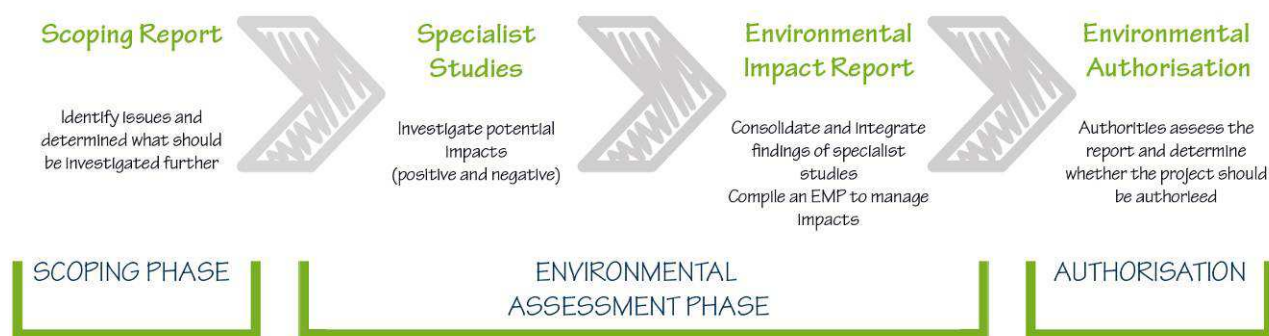 Scoping Report
Identify issues and
determined what should
be investigated further
Specialist
Studies
Investigate potential
impacts
(positive and negative)
Environmental
Impact Report
Consolidate and integrate
findings of specialist
studies
Compile an EMP to manage
impacts
Environmental
Authorisation
Authorities assess the
report and determine
whether the project should
be authorieed
SCOPING PHASE
ENVIRONMENTAL
ASSESSMENT PHASE
AUTHORISATION